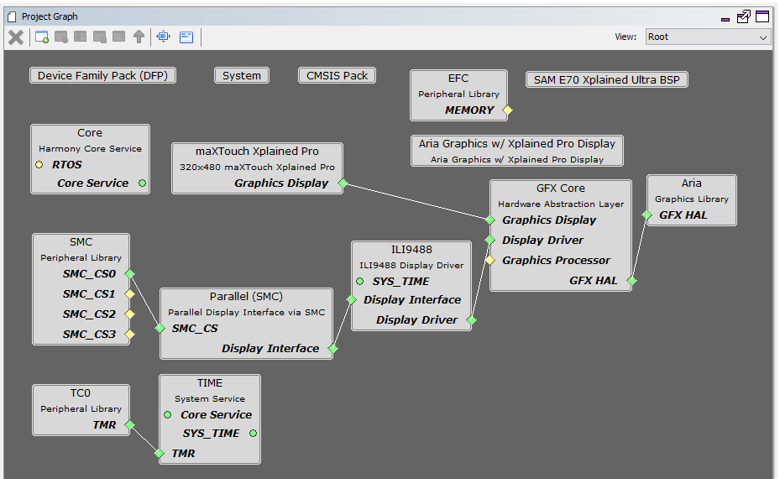 Project Graph
View:
Root
Device Family Pack (DFP)
System
CMSIS Pack
EFC
Peripheral Library
MEMORY
SAM E70 Xplained Ultra BSP
Core
Harmony Core Service
RTOS
Core Service
maXTouch Xplained Pro
320x480 maXTouch Xplained Pro
Graphics Display
Aria Graphics w/ Xplained Pro Display
Aria Graphics w/ Xplained Pro Display
GFX Core
Hardware Abstraction Layer
Graphics Display
Display Driver
Graphics Processor
GFX HAL
Aria
Graphics Library
GFX HAL
SMC
Peripheral Library
SMC_CS0
SMC_CS1
SMC_CS2
SMC_CS3
Parallel (SMC)
Parallel Display Interface via SMC
SMC_CS
Display Interface
ILI9488
ILI9488 Display Driver
SYS_TIME
Display Interface
Display Driver
TC0
Peripheral Library
TMR
TIME
System Service
Core Service
SYS_TIME
TMR